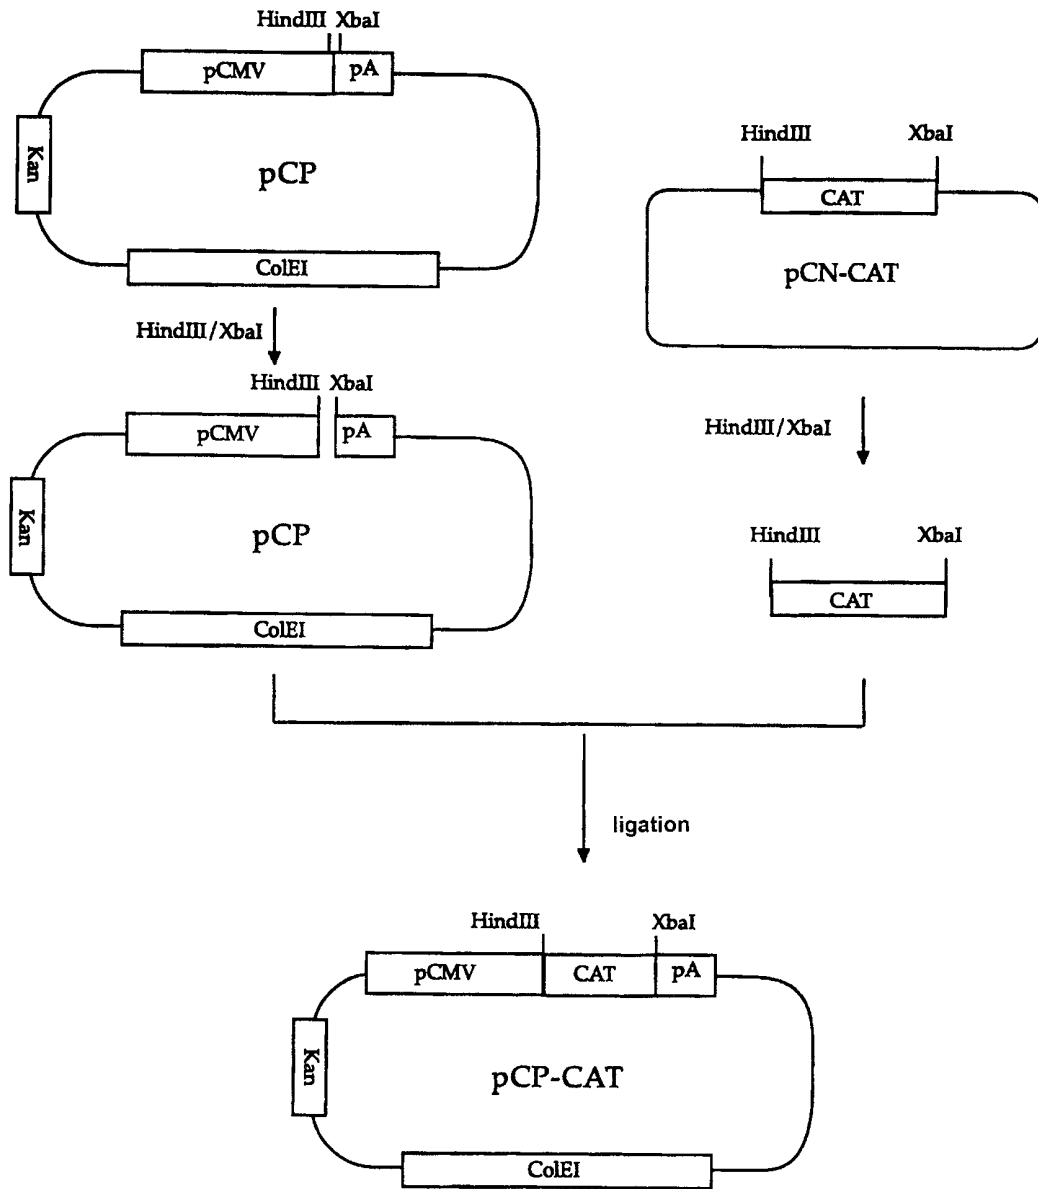 HindIII XbaI
pCMV pA
Kan
pCP
ColEI
HindIII XbaI
CAT
pCN-CAT
HindIII/XbaI
HindIII XbaI
pCMV pA
Kan
pCP
ColEI
HindIII/XbaI
HindIII XbaI
CAT
ligation
HindIII XbaI
pCMV CAT pA
Kan
pCP-CAT
ColEI